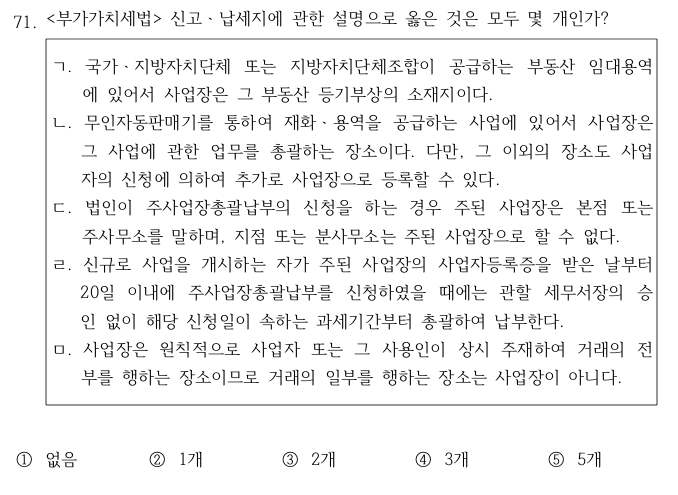 71. <부가가치세법> 신고ㆍ납세지에 관한 설명으로 옳은 것은 모두 몇 개인가?
ㄱ. 국가ㆍ지방자치단체 또는 지방자치단체조합이 공급하는 부동산 임대용역
에 있어서 사업장은 그 부동산 등기부상의 소재지이다.
ㄴ. 무인자동판매기를 통하여 재화ㆍ용역을 공급하는 사업에 있어서 사업장은
그 사업에 관한 업무를 총괄하는 장소이다. 다만, 그 이외의 장소도 사업
자의 신청에 의하여 추가로 사업장으로 등록할 수 있다.
ㄷ. 법인이 주사업장총괄납부의 신청을 하는 경우 주된 사업장은 본점 또는
주사무소를 말하며, 지점 또는 분사무소는 주된 사업장으로 할 수 없다.
ㄹ. 신규로 사업을 개시하는 자가 주된 사업장의 사업자등록증을 받은 날부터
20일 이내에 주사업장총괄납부를 신청하였을 때에는 관할 세무서장의 승
인 없이 해당 신청일이 속하는 과세기간부터 총괄하여 납부한다.
ㅁ. 사업장은 원칙적으로 사업자 또는 그 사용인이 상시 주재하여 거래의 전
부를 행하는 장소이므로 거래의 일부를 행하는 장소는 사업장이 아니다.
① 없음 ② 1개 ③ 2개 ④ 3개 ⑤ 5개